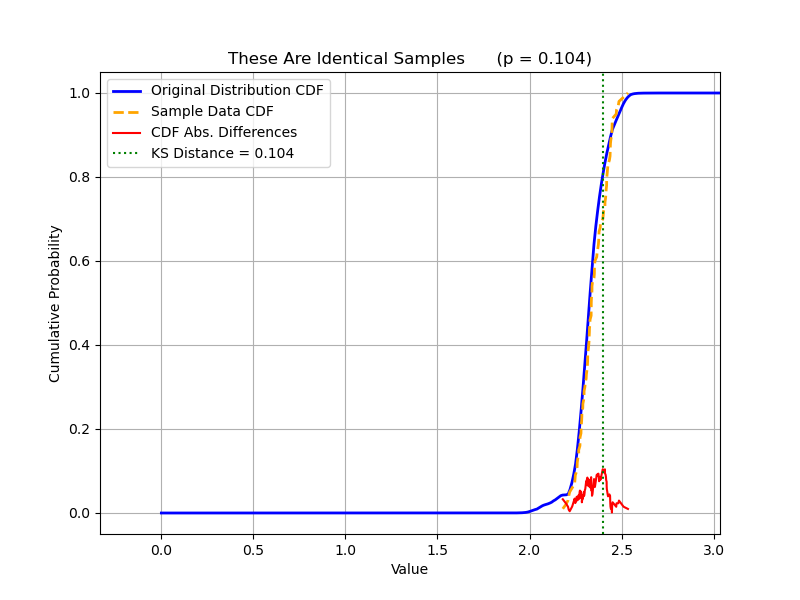 These Are Identical Samples      (p = 0.104)
Original Distribution CDF
Sample Data CDF
CDF Abs. Differences
KS Distance = 0.104
Cumulative Probability
1.0
0.8
0.6
0.4
0.2
0.0
0.0 0.5 1.0 1.5 2.0 2.5 3.0
Value